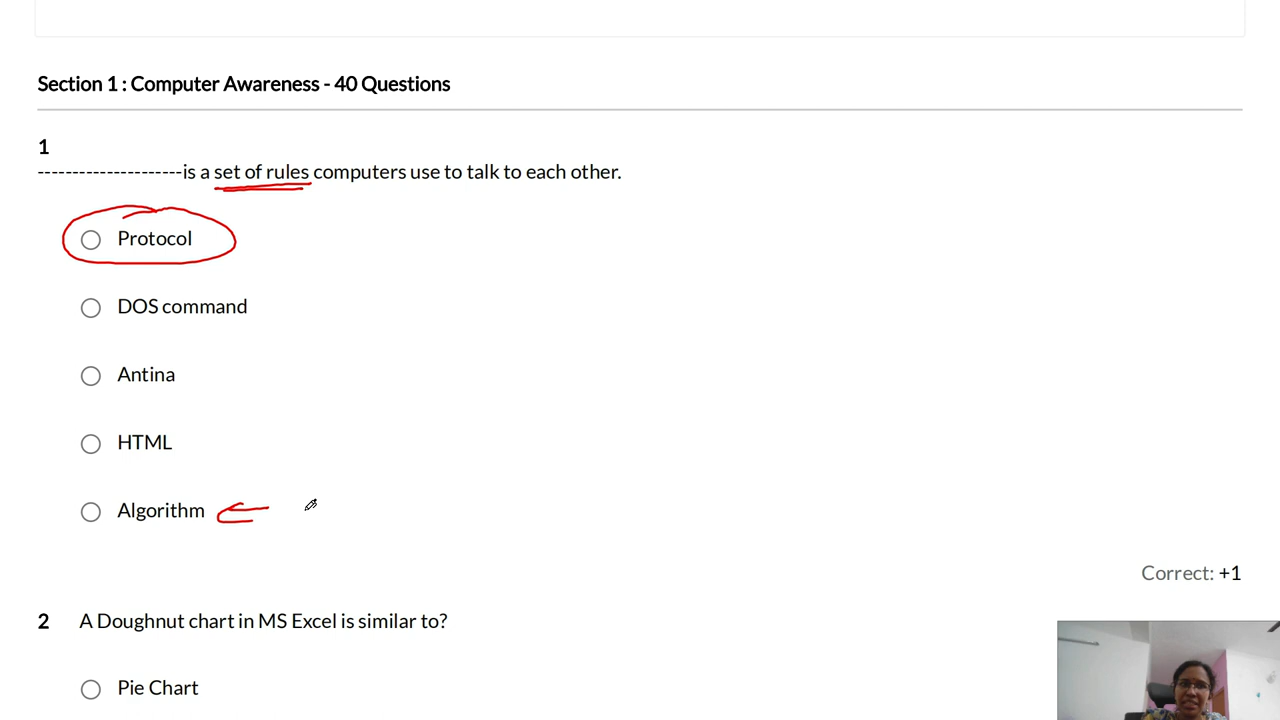 Section 1 : Computer Awareness - 40 Questions
1
---------------------is a set of rules computers use to talk to each other.
Protocol
DOS command
Antina
HTML
Algorithm
Correct: +1
2 A Doughnut chart in MS Excel is similar to?
Pie Chart